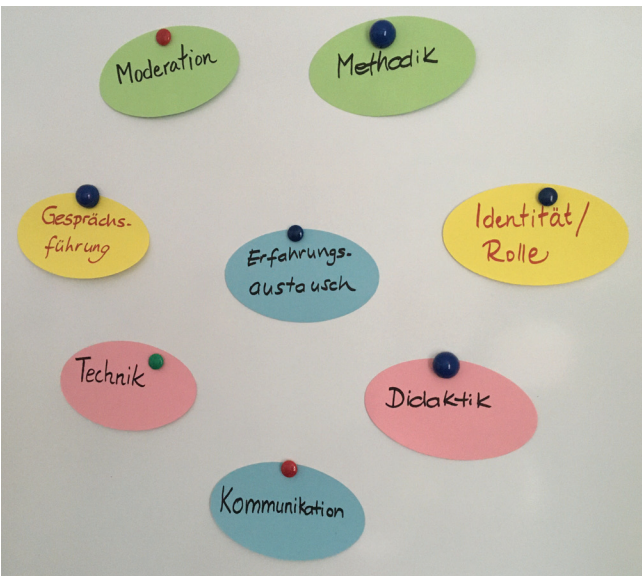 Moderation
Methodik
Gesprächs-
führung
Identität/
Rolle
Erfahrungs-
austausch
Technik
Didaktik
Kommunikation